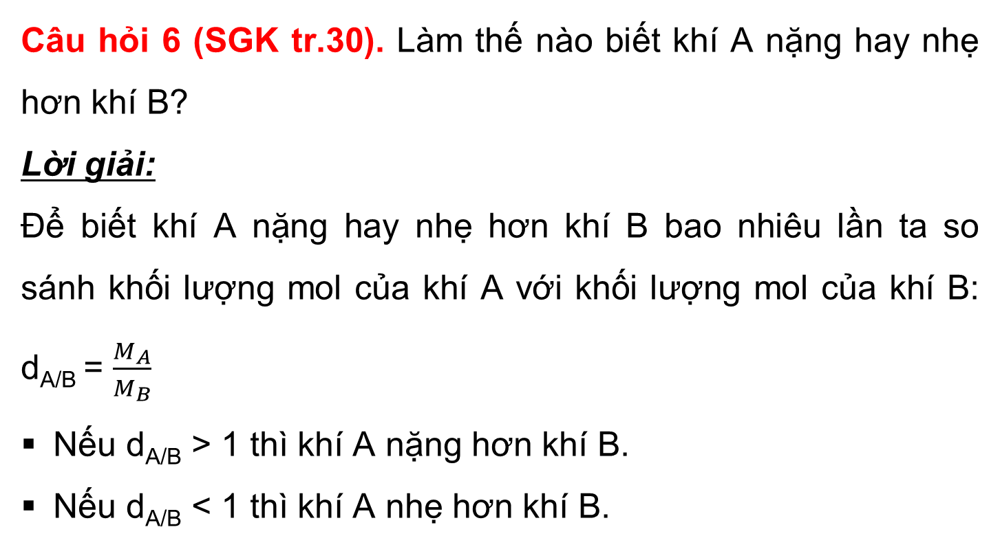 Câu hỏi 6 (SGK tr.30). Làm thế nào biết khí A nặng hay nhẹ
hơn khí B?
Lời giải:
Để biết khí A nặng hay nhẹ hơn khí B bao nhiêu lần ta so
sánh khối lượng mol của khí A với khối lượng mol của khí B:
d_{A/B} = \frac{M_A}{M_B}
▪ Nếu d_{A/B} > 1 thì khí A nặng hơn khí B.
▪ Nếu d_{A/B} < 1 thì khí A nhẹ hơn khí B.